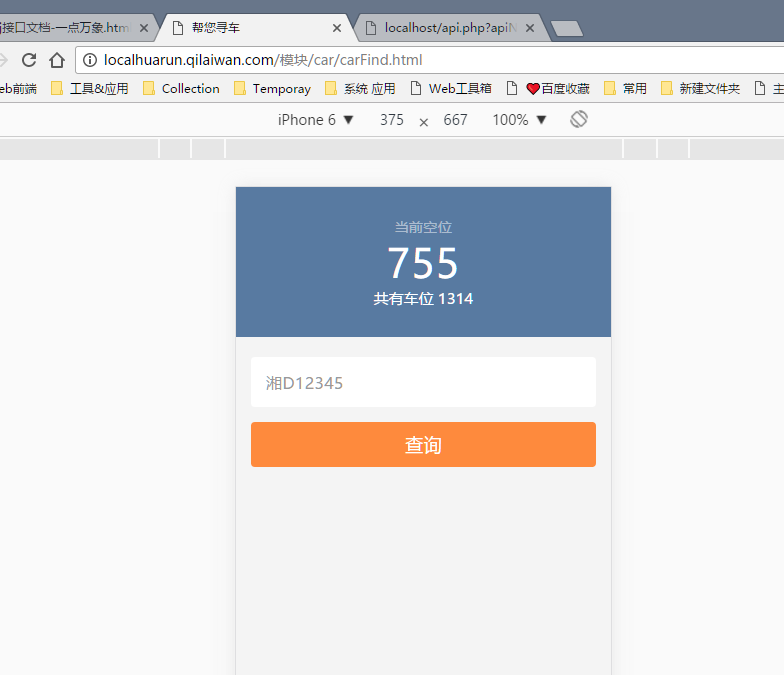 接口文档-一点万象.htm
帮您寻车
localhost/api.php?apiN
localhuarun.qilaiwan.com/模块/car/carFind.html
eb前端 工具&应用 Collection Temporay 系统 应用 Web工具箱 百度收藏 常用 新建文件夹 主
iPhone 6 ▼ 375 × 667 100% ▼
当前空位
755
共有车位 1314
湘D12345
查询